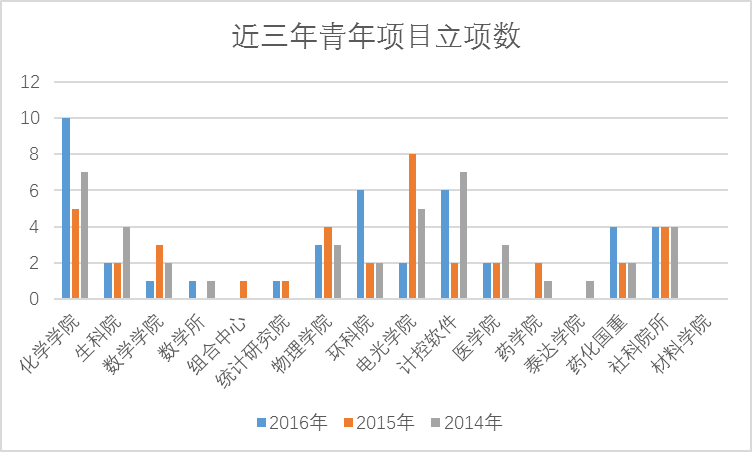 近三年青年项目立项数
12
10
8
6
4
2
0
化学学院
生科院
数学学院
数学所
组合中心
统计研究院
物理学院
环科院
电光学院
计控软件
医学院
药学院
泰达学院
药化国重
社科院所
材料学院
2016年 2015年 2014年